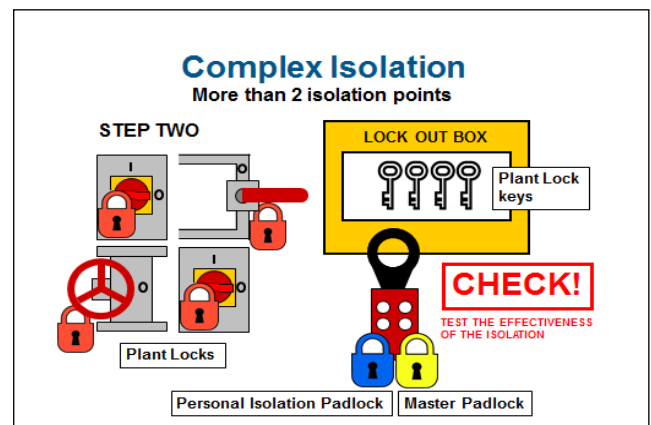 Complex Isolation
More than 2 isolation points
STEP TWO
LOCK OUT BOX
I
O
O
Plant Lock
keys
I
O
O
CHECK!
TEST THE EFFECTIVENESS
OF THE ISOLATION
Plant Locks
Personal Isolation Padlock
Master Padlock